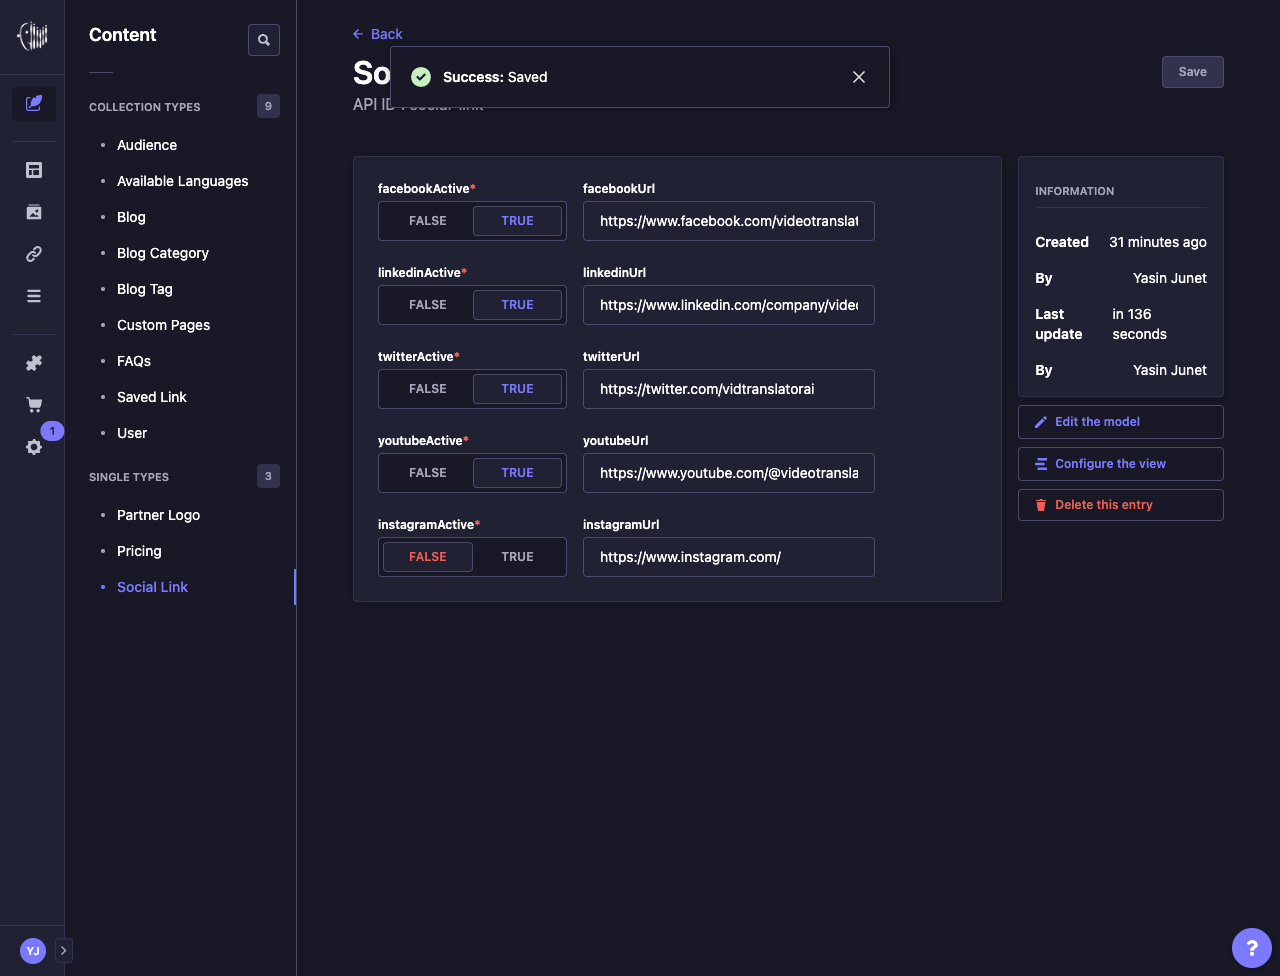 Content
COLLECTION TYPES
9
Audience
Available Languages
Blog
Blog Category
Blog Tag
Custom Pages
FAQs
Saved Link
User
SINGLE TYPES
3
Partner Logo
Pricing
Social Link
1
YJ
Back
So
Success: Saved
API ID
Save
facebookActive*
FALSE TRUE
facebookUrl
https://www.facebook.com/videotranslat
linkedinActive*
FALSE TRUE
linkedinUrl
https://www.linkedin.com/company/video
twitterActive*
FALSE TRUE
twitterUrl
https://twitter.com/vidtranslatorai
youtubeActive*
FALSE TRUE
youtubeUrl
https://www.youtube.com/@videotransla
instagramActive*
FALSE TRUE
instagramUrl
https://www.instagram.com/
INFORMATION
Created 31 minutes ago
By Yasin Junet
Last update in 136 seconds
By Yasin Junet
Edit the model
Configure the view
Delete this entry
?